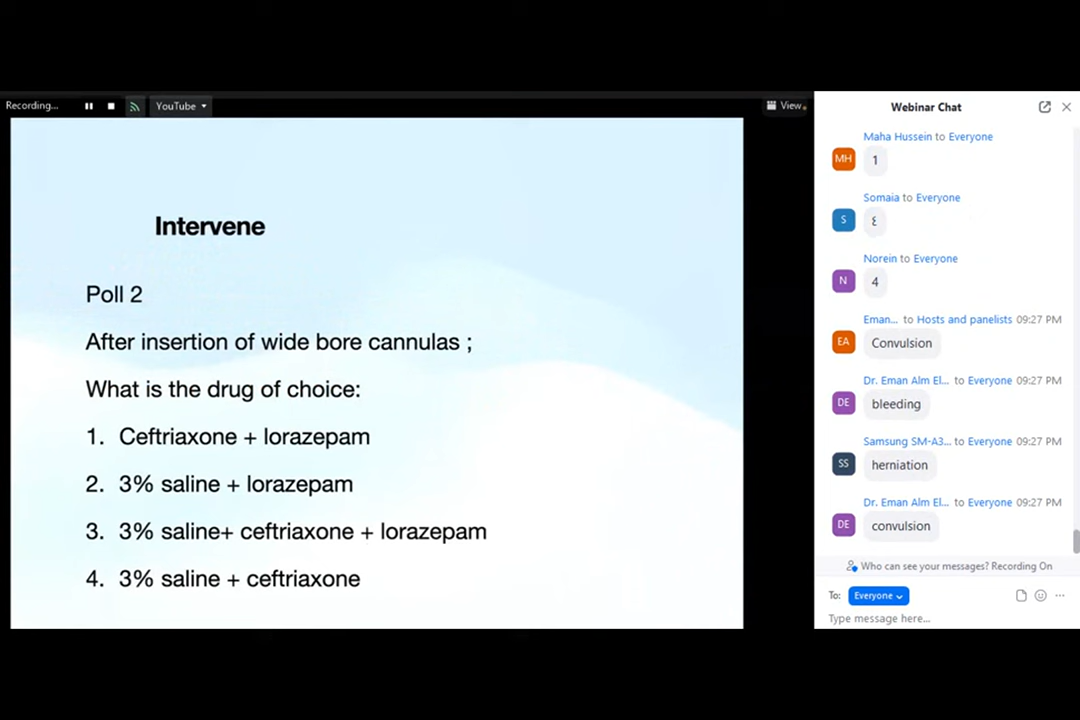 Recording...
YouTube
View
Intervene
Poll 2
After insertion of wide bore cannulas ;
What is the drug of choice:
1. Ceftriaxone + lorazepam
2. 3% saline + lorazepam
3. 3% saline+ ceftriaxone + lorazepam
4. 3% saline + ceftriaxone
Webinar Chat
Maha Hussein to Everyone
MH
1
Somaia to Everyone
S
٤
Norein to Everyone
N
4
Eman... to Hosts and panelists 09:27 PM
EA
Convulsion
Dr. Eman Alm El... to Everyone 09:27 PM
DE
bleeding
Samsung SM-A3... to Everyone 09:27 PM
SS
herniation
Dr. Eman Alm El... to Everyone 09:27 PM
DE
convulsion
Who can see your messages? Recording On
To: Everyone
Type message here...